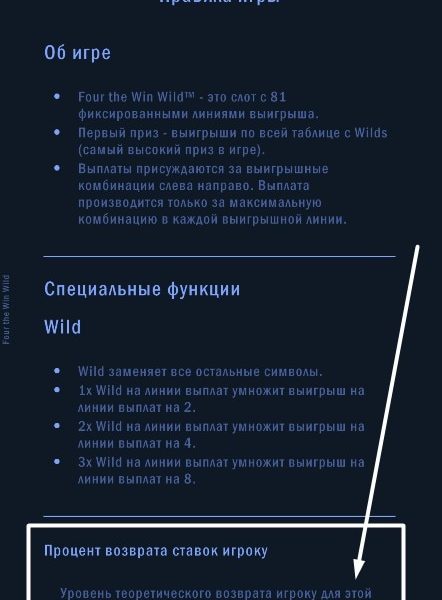 Правила игры
Об игре
Four the Win Wild™ - это слот с 81
фиксированными линиями выигрыша.
Первый приз - выигрыши по всей таблице с Wilds
(самый высокий приз в игре).
Выплаты присуждаются за выигрышные
комбинации слева направо. Выплата
производится только за максимальную
комбинацию в каждой выигрышной линии.
Four the Win Wild
Специальные функции
Wild
Wild заменяет все остальные символы.
1x Wild на линии выплат умножит выигрыш на
линии выплат на 2.
2x Wild на линии выплат умножит выигрыш на
линии выплат на 4.
3x Wild на линии выплат умножит выигрыш на
линии выплат на 8.
Процент возврата ставок игроку
Уровень теоретического возврата игроку для этой